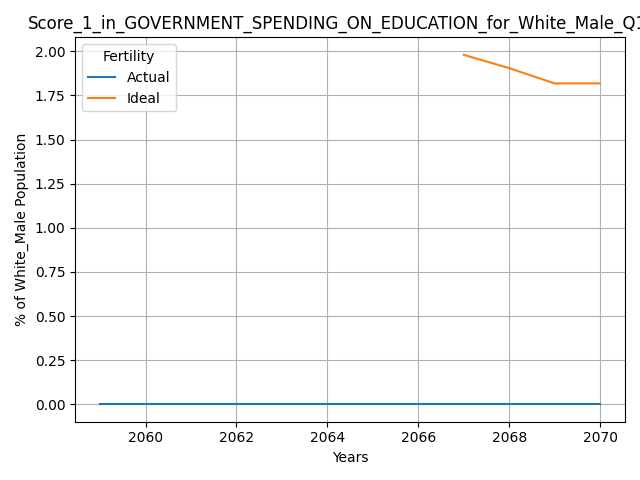 Score_1_in_GOVERNMENT_SPENDING_ON_EDUCATION_for_White_Male_Q1
Fertility
Actual
Ideal
2.00
1.75
1.50
1.25
1.00
0.75
0.50
0.25
0.00
% of White_Male Population
2060 2062 2064 2066 2068 2070
Years